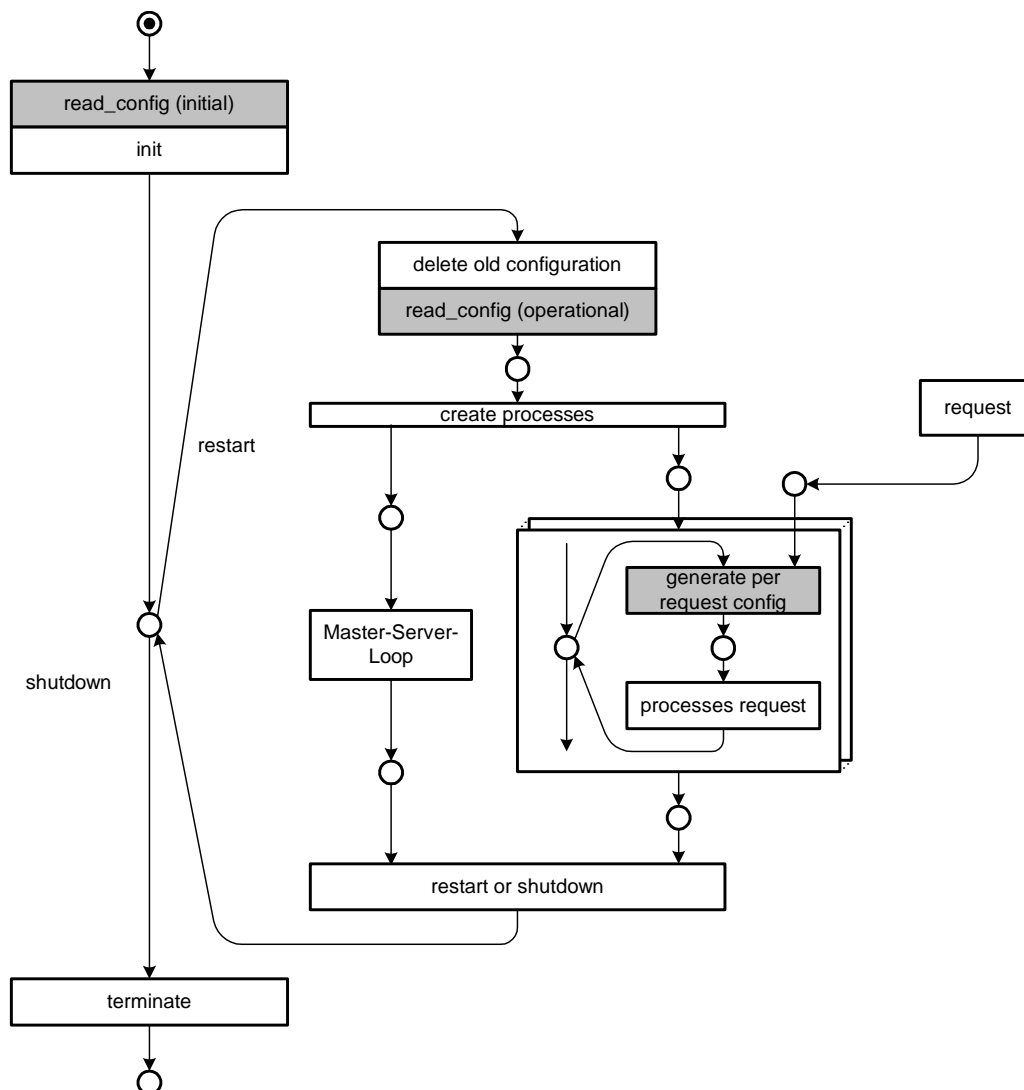 read_config (initial)
init
delete old configuration
read_config (operational)
create processes
request
restart
generate per
request config
Master-Server-
Loop
shutdown
processes request
restart or shutdown
terminate